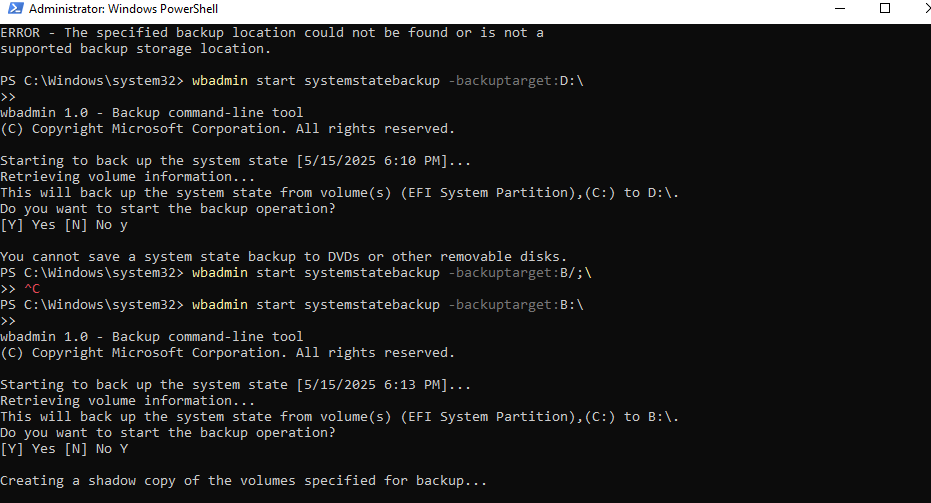 Administrator: Windows PowerShell
ERROR - The specified backup location could not be found or is not a
supported backup storage location.
PS C:\Windows\system32> wbadmin start systemstatebackup -backuptarget:D:\
>>
wbadmin 1.0 - Backup command-line tool
(C) Copyright Microsoft Corporation. All rights reserved.
Starting to back up the system state [5/15/2025 6:10 PM]...
Retrieving volume information...
This will back up the system state from volume(s) (EFI System Partition),(C:) to D:\.
Do you want to start the backup operation?
[Y] Yes [N] No y
You cannot save a system state backup to DVDs or other removable disks.
PS C:\Windows\system32> wbadmin start systemstatebackup -backuptarget:B/;\
>> ^C
PS C:\Windows\system32> wbadmin start systemstatebackup -backuptarget:B:\
>>
wbadmin 1.0 - Backup command-line tool
(C) Copyright Microsoft Corporation. All rights reserved.
Starting to back up the system state [5/15/2025 6:13 PM]...
Retrieving volume information...
This will back up the system state from volume(s) (EFI System Partition),(C:) to B:\.
Do you want to start the backup operation?
[Y] Yes [N] No Y
Creating a shadow copy of the volumes specified for backup...